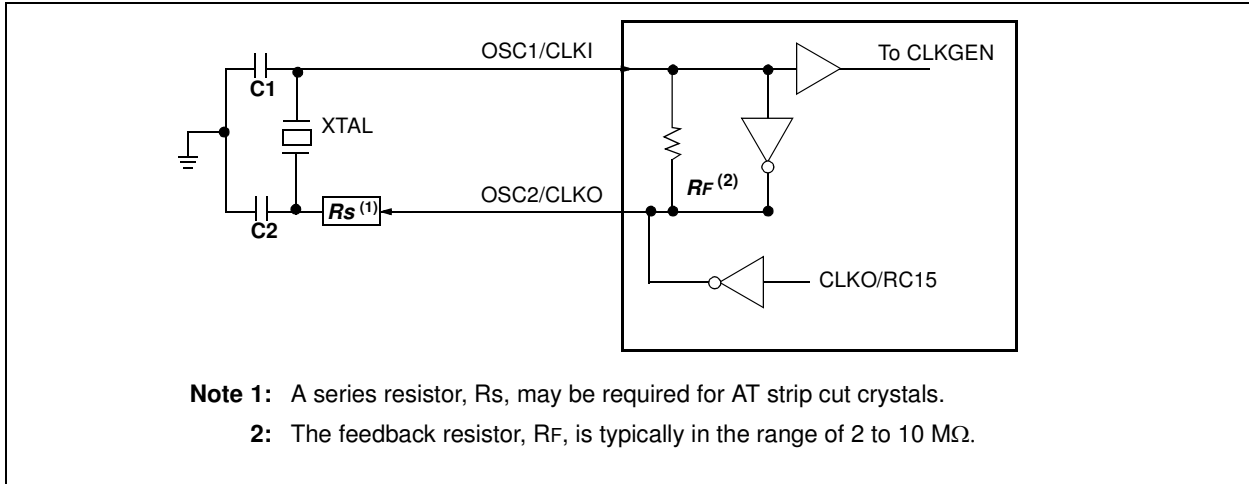 OSC1/CLKI
To CLKGEN
C1
XTAL
RF (2)
OSC2/CLKO
Rs (1)
C2
CLKO/RC15
Note 1: A series resistor, Rs, may be required for AT strip cut crystals.
2: The feedback resistor, RF, is typically in the range of 2 to 10 MΩ.